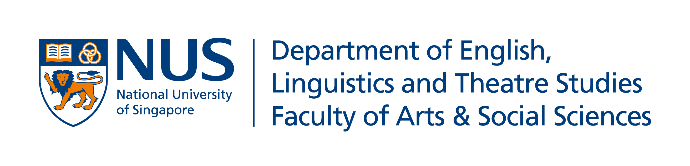 NUS
National University
of Singapore
Department of English,
Linguistics and Theatre Studies
Faculty of Arts & Social Sciences